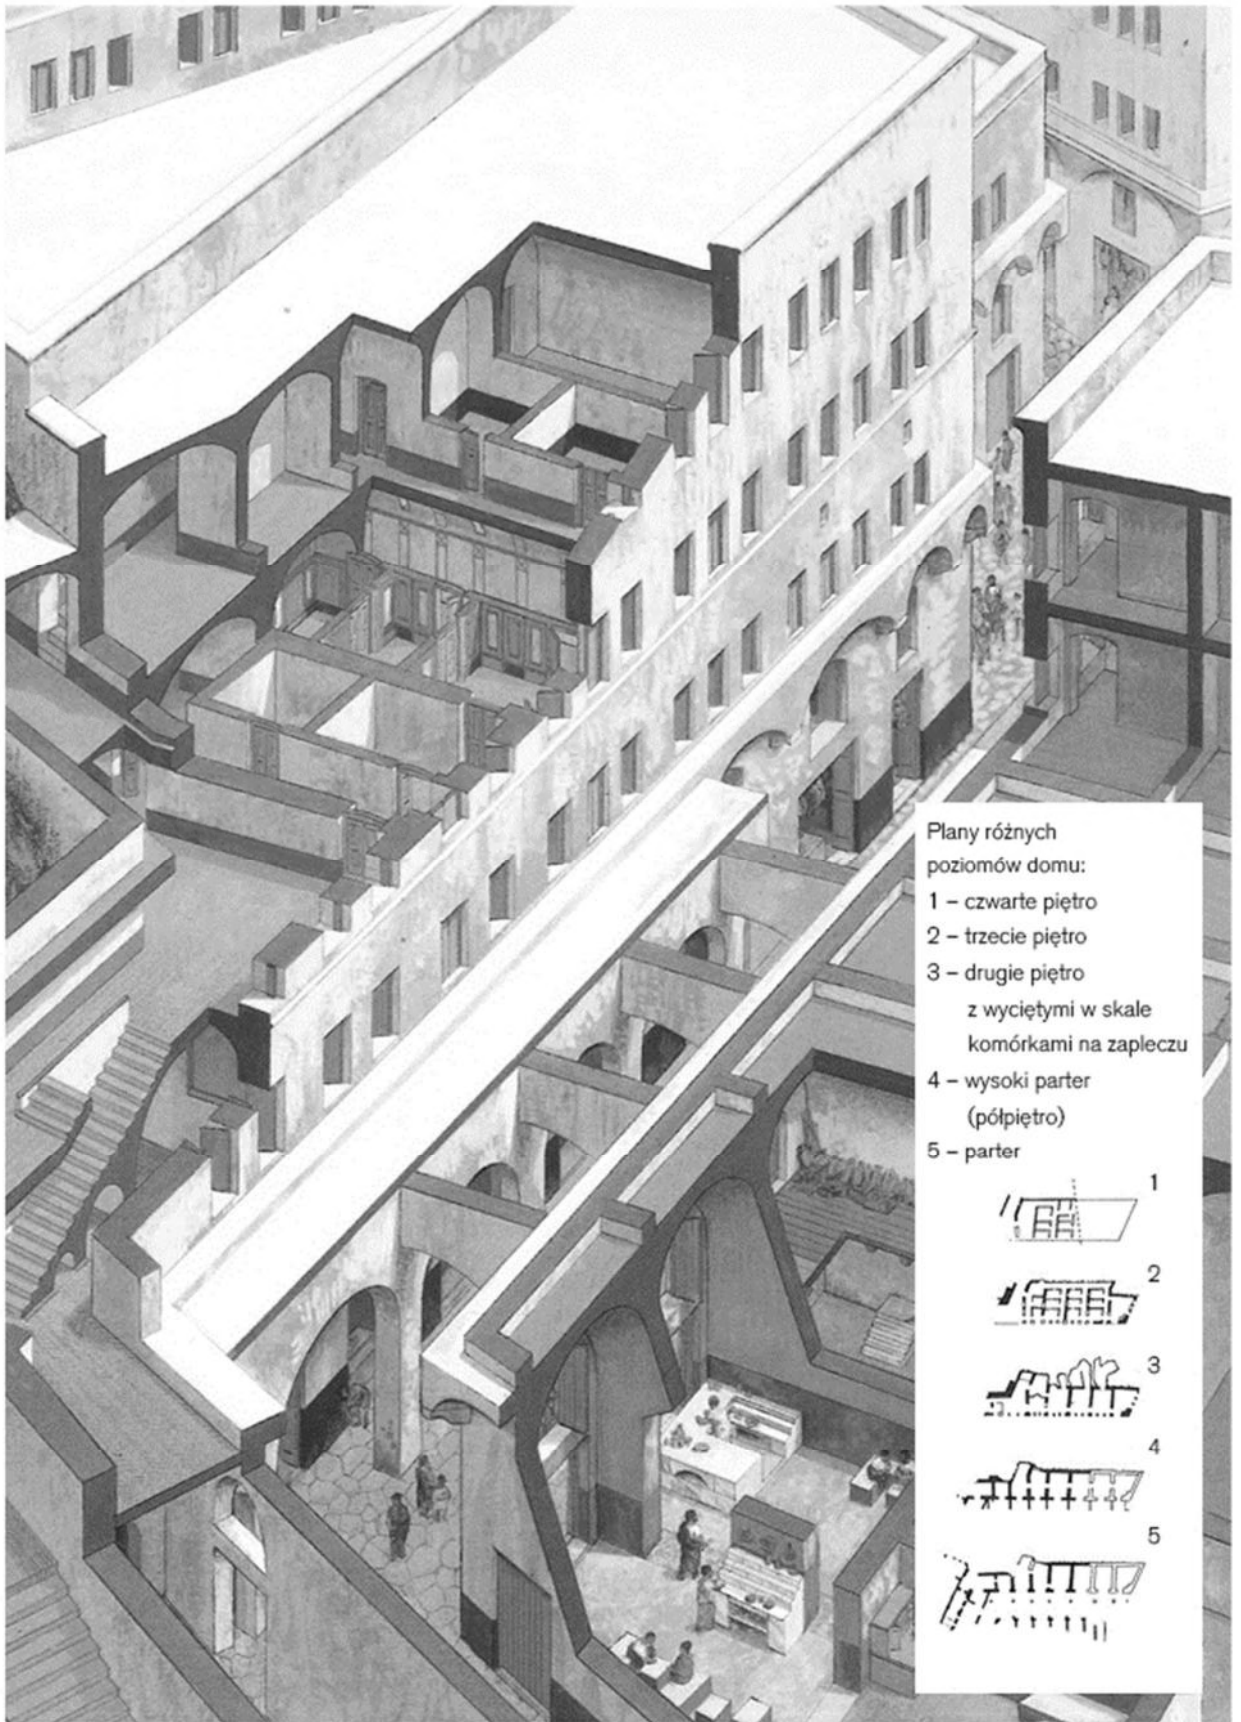 Plany różnych
poziomów domu:
1 – czwarte piętro
2 – trzecie piętro
3 – drugie piętro
z wyciętymi w skale
komórkami na zapleczu
4 – wysoki parter
(półpiętro)
5 – parter
1
2
3
4
5